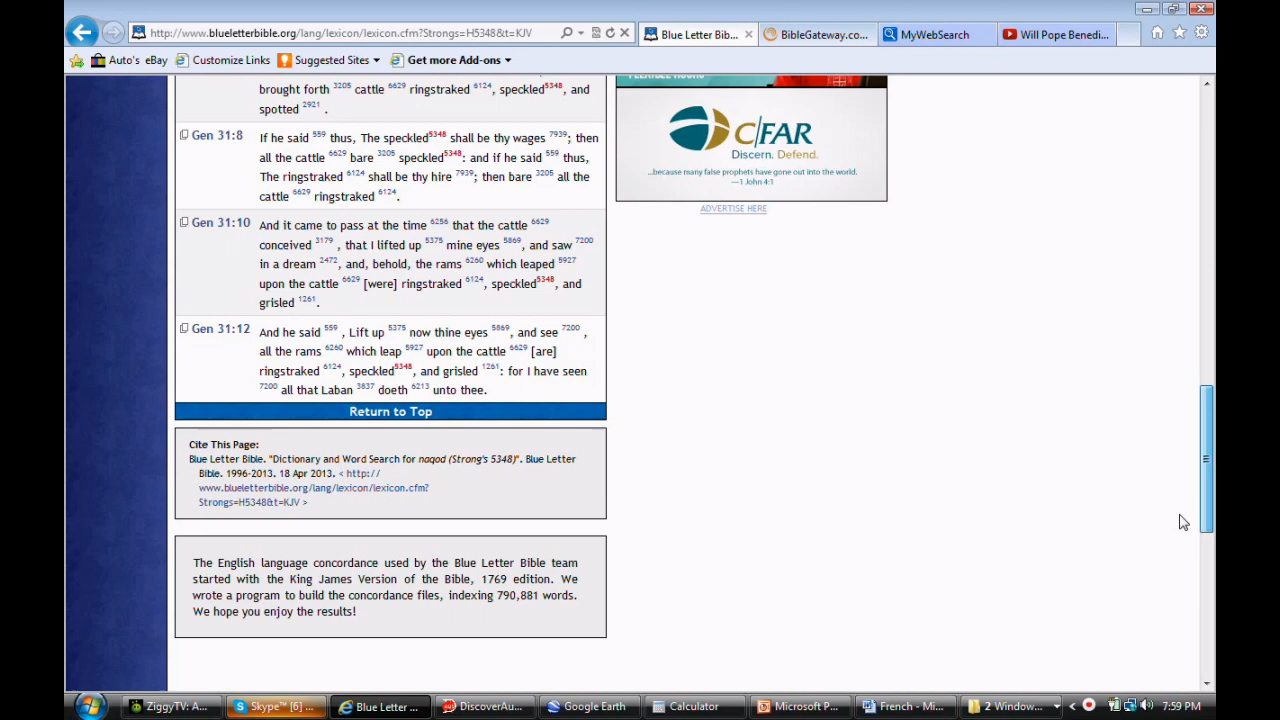 http://www.blueletterbible.org/lang/lexicon/lexicon.cfm?Strongs=H5348&t=KJV
Blue Letter Bib...
BibleGateway.co...
MyWebSearch
Will Pope Benedi...
Auto's eBay
Customize Links
Suggested Sites
Get more Add-ons
brought forth 3205 cattle 6629 ringstraked 6124, speckled5348, and
spotted 2921 .
Gen 31:8
If he said 559 thus, The speckled5348 shall be thy wages 7939; then
all the cattle 6629 bare 3205 speckled5348: and if he said 559 thus,
The ringstraked 6124 shall be thy hire 7939; then bare 3205 all the
cattle 6629 ringstraked 6124.
Gen 31:10
And it came to pass at the time 6256 that the cattle 6629
conceived 3179 , that I lifted up 5375 mine eyes 5869, and saw 7200
in a dream 2472, and, behold, the rams 6260 which leaped 5927
upon the cattle 6629 [were] ringstraked 6124, speckled5348, and
grisled 1261.
Gen 31:12
And he said 559 , Lift up 5375 now thine eyes 5869, and see 7200 ,
all the rams 6260 which leap 5927 upon the cattle 6629 [are]
ringstraked 6124, speckled5348, and grisled 1261: for I have seen
7200 all that Laban 3837 doeth 6213 unto thee.
Return to Top
Cite This Page:
Blue Letter Bible. "Dictionary and Word Search for naqod (Strong's 5348)". Blue Letter
Bible. 1996-2013. 18 Apr 2013. < http://
www.blueletterbible.org/lang/lexicon/lexicon.cfm?
Strongs=H5348&t=KJV >
The English language concordance used by the Blue Letter Bible team
started with the King James Version of the Bible, 1769 edition. We
wrote a program to build the concordance files, indexing 790,881 words.
We hope you enjoy the results!
FLEXIBLE HOURS
C/FAR
Discern. Defend.
...because many false prophets have gone out into the world.
—1 John 4:1
ADVERTISE HERE
ZiggyTV: A...
Skype™ [6] ...
Blue Letter ...
DiscoverAu...
Google Earth
Calculator
Microsoft P...
French - Mi...
2 Window...
7:59 PM